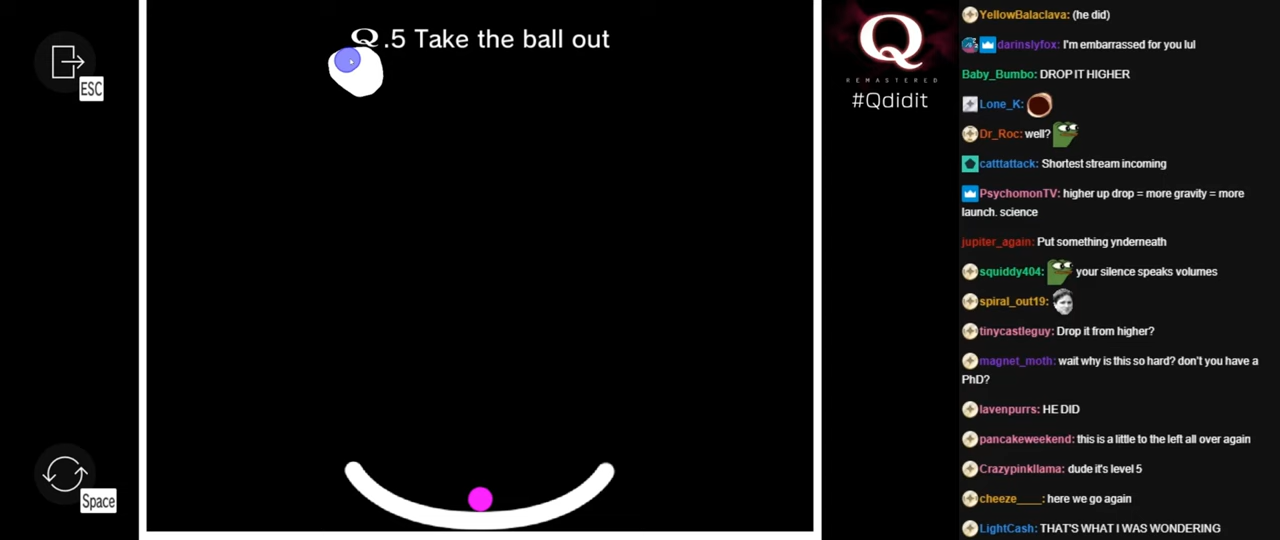 Q.5 Take the ball out
ESC
Space
Q
REMASTERED
#Qdidit
YellowBalaclava: (he did)
darinslyfox: I'm embarrassed for you lul
Baby_Bumbo: DROP IT HIGHER
Lone_K:
Dr_Roc: well?
catttattack: Shortest stream incoming
PsychomonTV: higher up drop = more gravity = more
launch. science
jupiter_again: Put something ynderneath
squiddy404: your silence speaks volumes
spiral_out19:
tinycastleguy: Drop it from higher?
magnet_moth: wait why is this so hard? don't you have a
PhD?
lavenpurrs: HE DID
pancakeweekend: this is a little to the left all over again
Crazypinkllama: dude it's level 5
cheeze____: here we go again
LightCash: THAT'S WHAT I WAS WONDERING